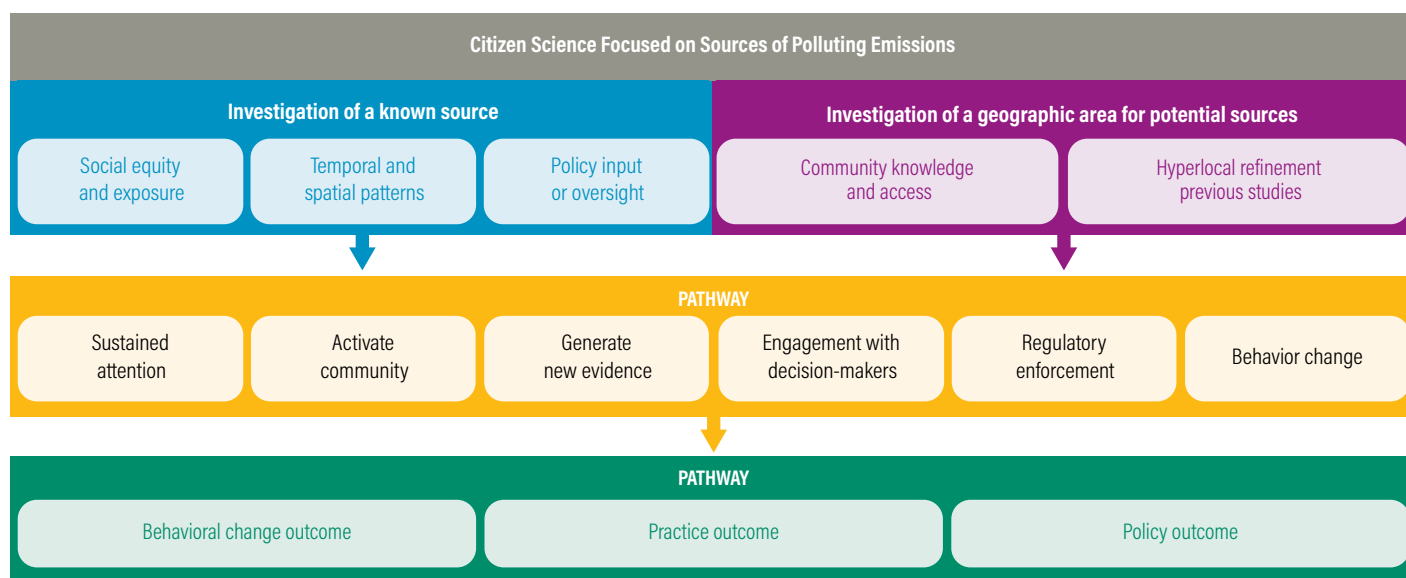 Citizen Science Focused on Sources of Polluting Emissions
Investigation of a known source
Social equity
and exposure
Temporal and
spatial patterns
Policy input
or oversight
Investigation of a geographic area for potential sources
Community knowledge
and access
Hyperlocal refinement
previous studies
PATHWAY
Sustained
attention
Activate
community
Generate
new evidence
Engagement with
decision-makers
Regulatory
enforcement
Behavior change
PATHWAY
Behavioral change outcome
Practice outcome
Policy outcome